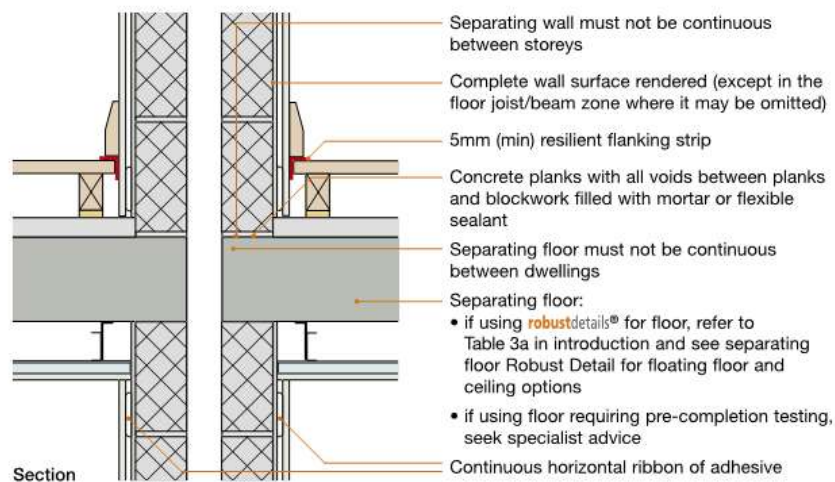 Separating wall must not be continuous
between storeys
Complete wall surface rendered (except in the
floor joist/beam zone where it may be omitted)
5mm (min) resilient flanking strip
Concrete planks with all voids between planks
and blockwork filled with mortar or flexible
sealant
Separating floor must not be continuous
between dwellings
Separating floor:
• if using robustdetails® for floor, refer to
Table 3a in introduction and see separating
floor Robust Detail for floating floor and
ceiling options
• if using floor requiring pre-completion testing,
seek specialist advice
Continuous horizontal ribbon of adhesive
Section